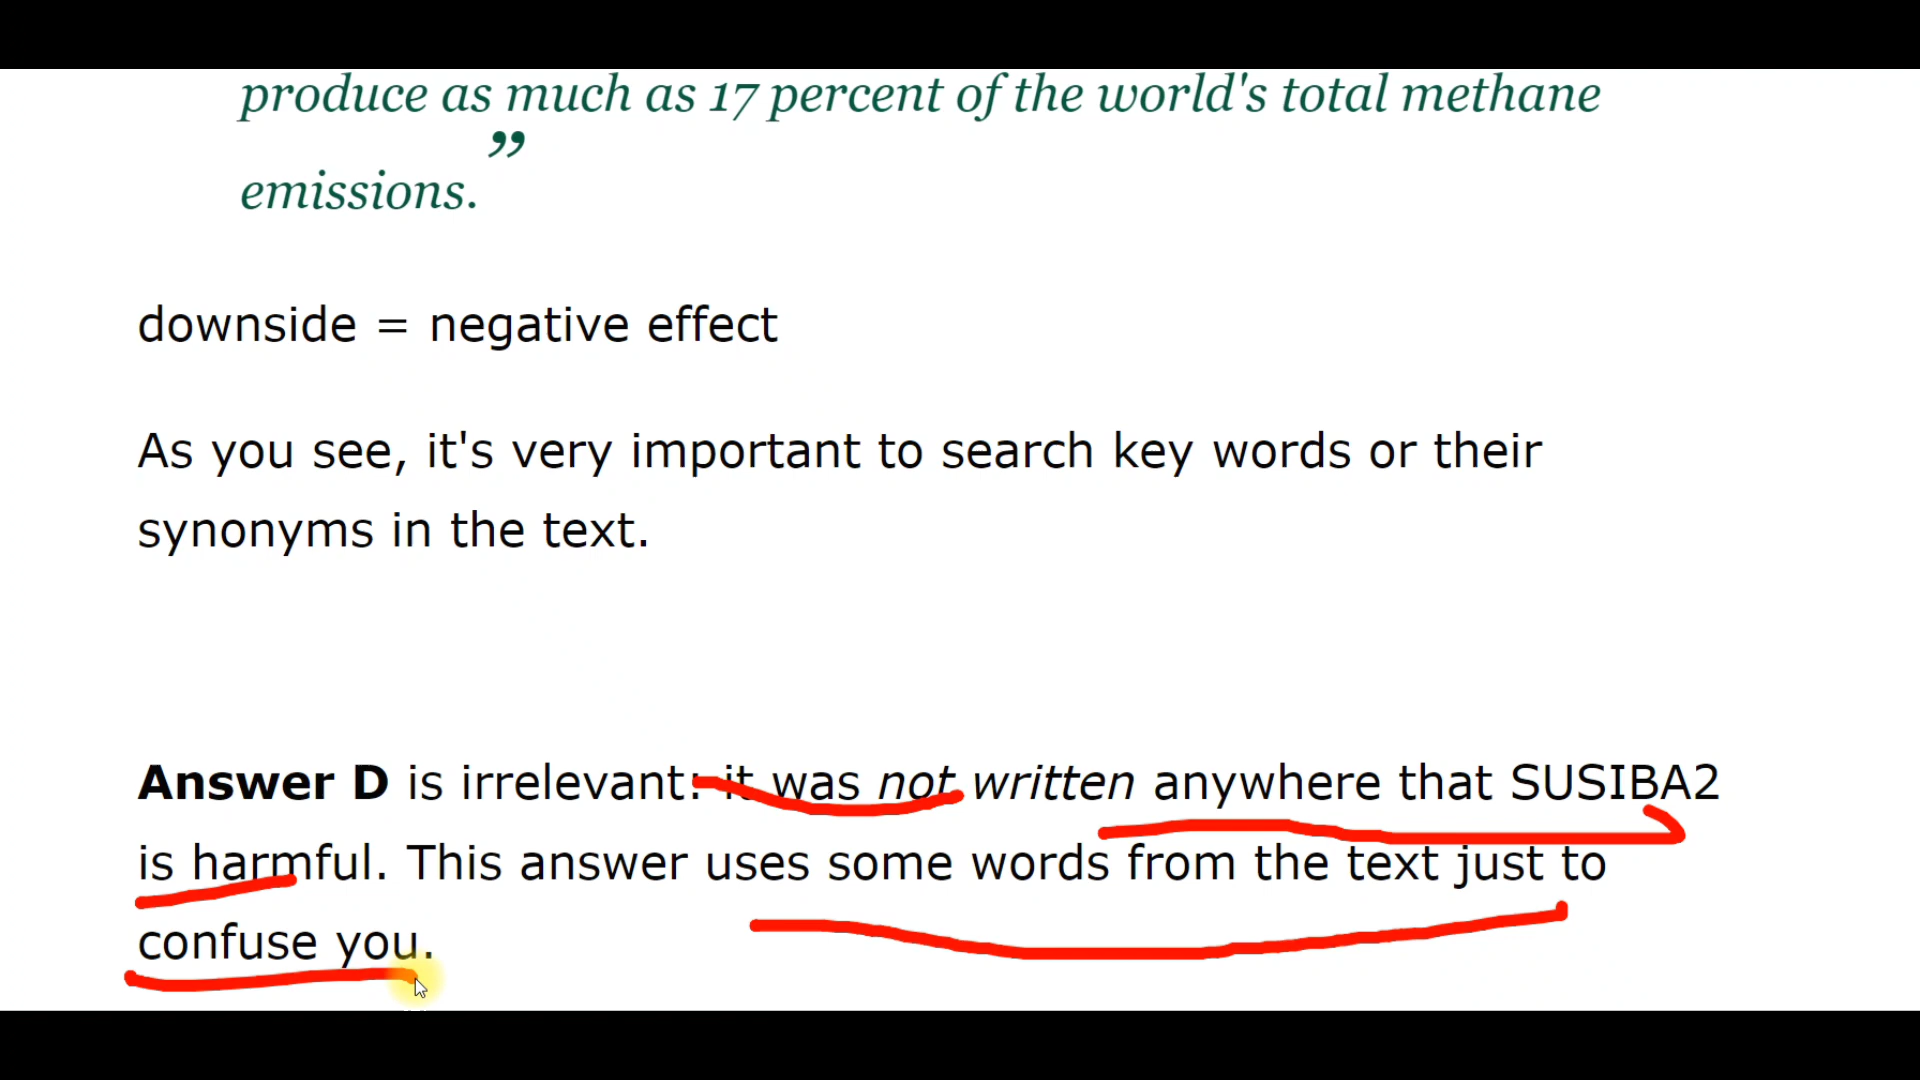 produce as much as 17 percent of the world's total methane
emissions.”
downside = negative effect
As you see, it's very important to search key words or their
synonyms in the text.
Answer D is irrelevant: it was not written anywhere that SUSIBA2
is harmful. This answer uses some words from the text just to
confuse you.